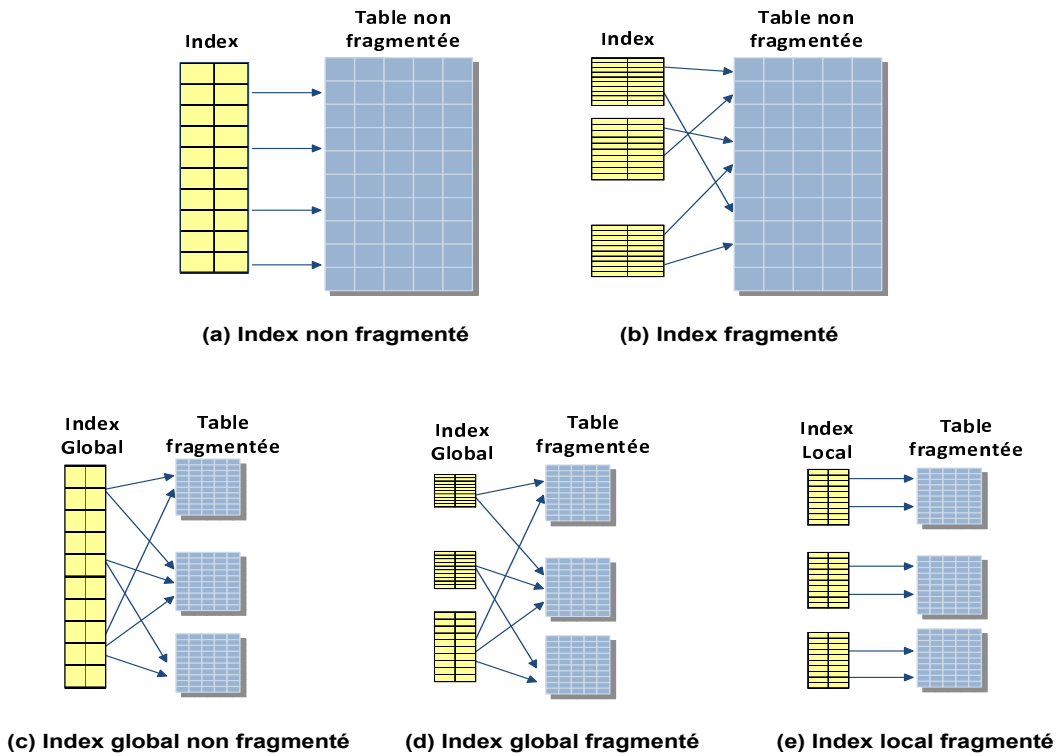 Index
Table non
fragmentée
(a) Index non fragmenté
Index
Table non
fragmentée
(b) Index fragmenté
Index
Global
Table
fragmentée
(c) Index global non fragmenté
Index
Global
Table
fragmentée
(d) Index global fragmenté
Index
Local
Table
fragmentée
(e) Index local fragmenté